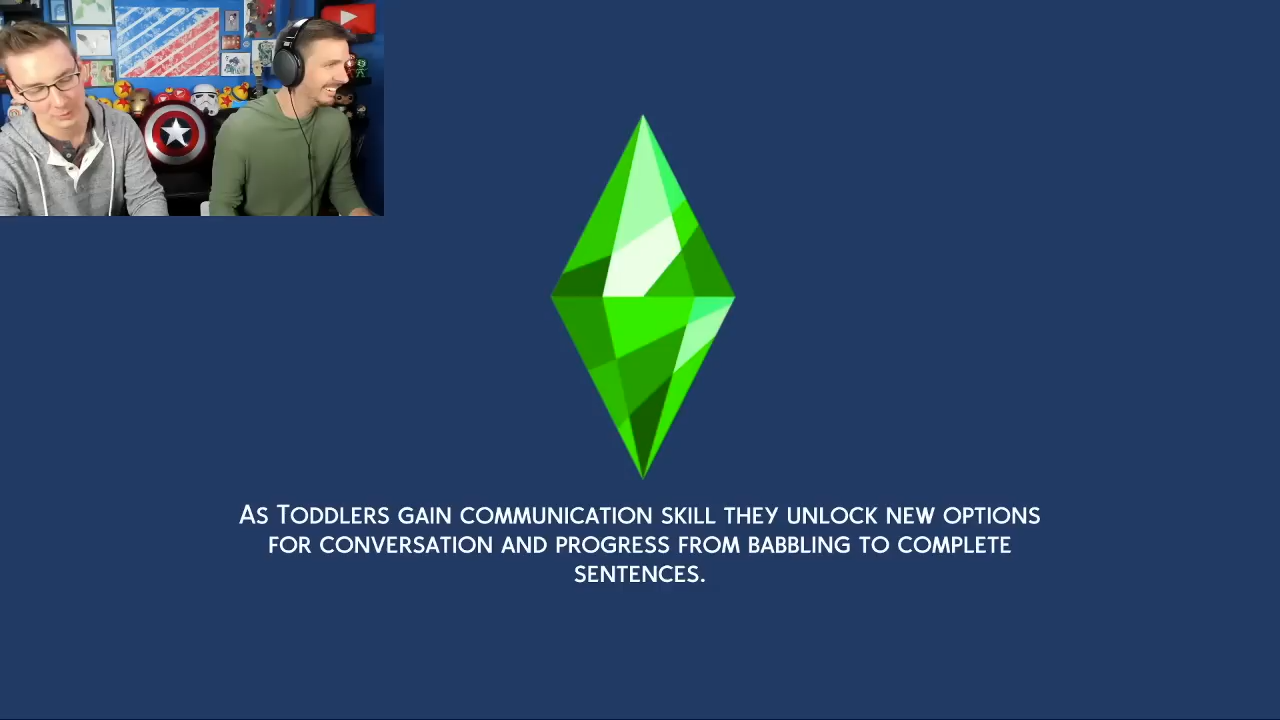 As Toddlers gain communication skill they unlock new options
for conversation and progress from babbling to complete
sentences.